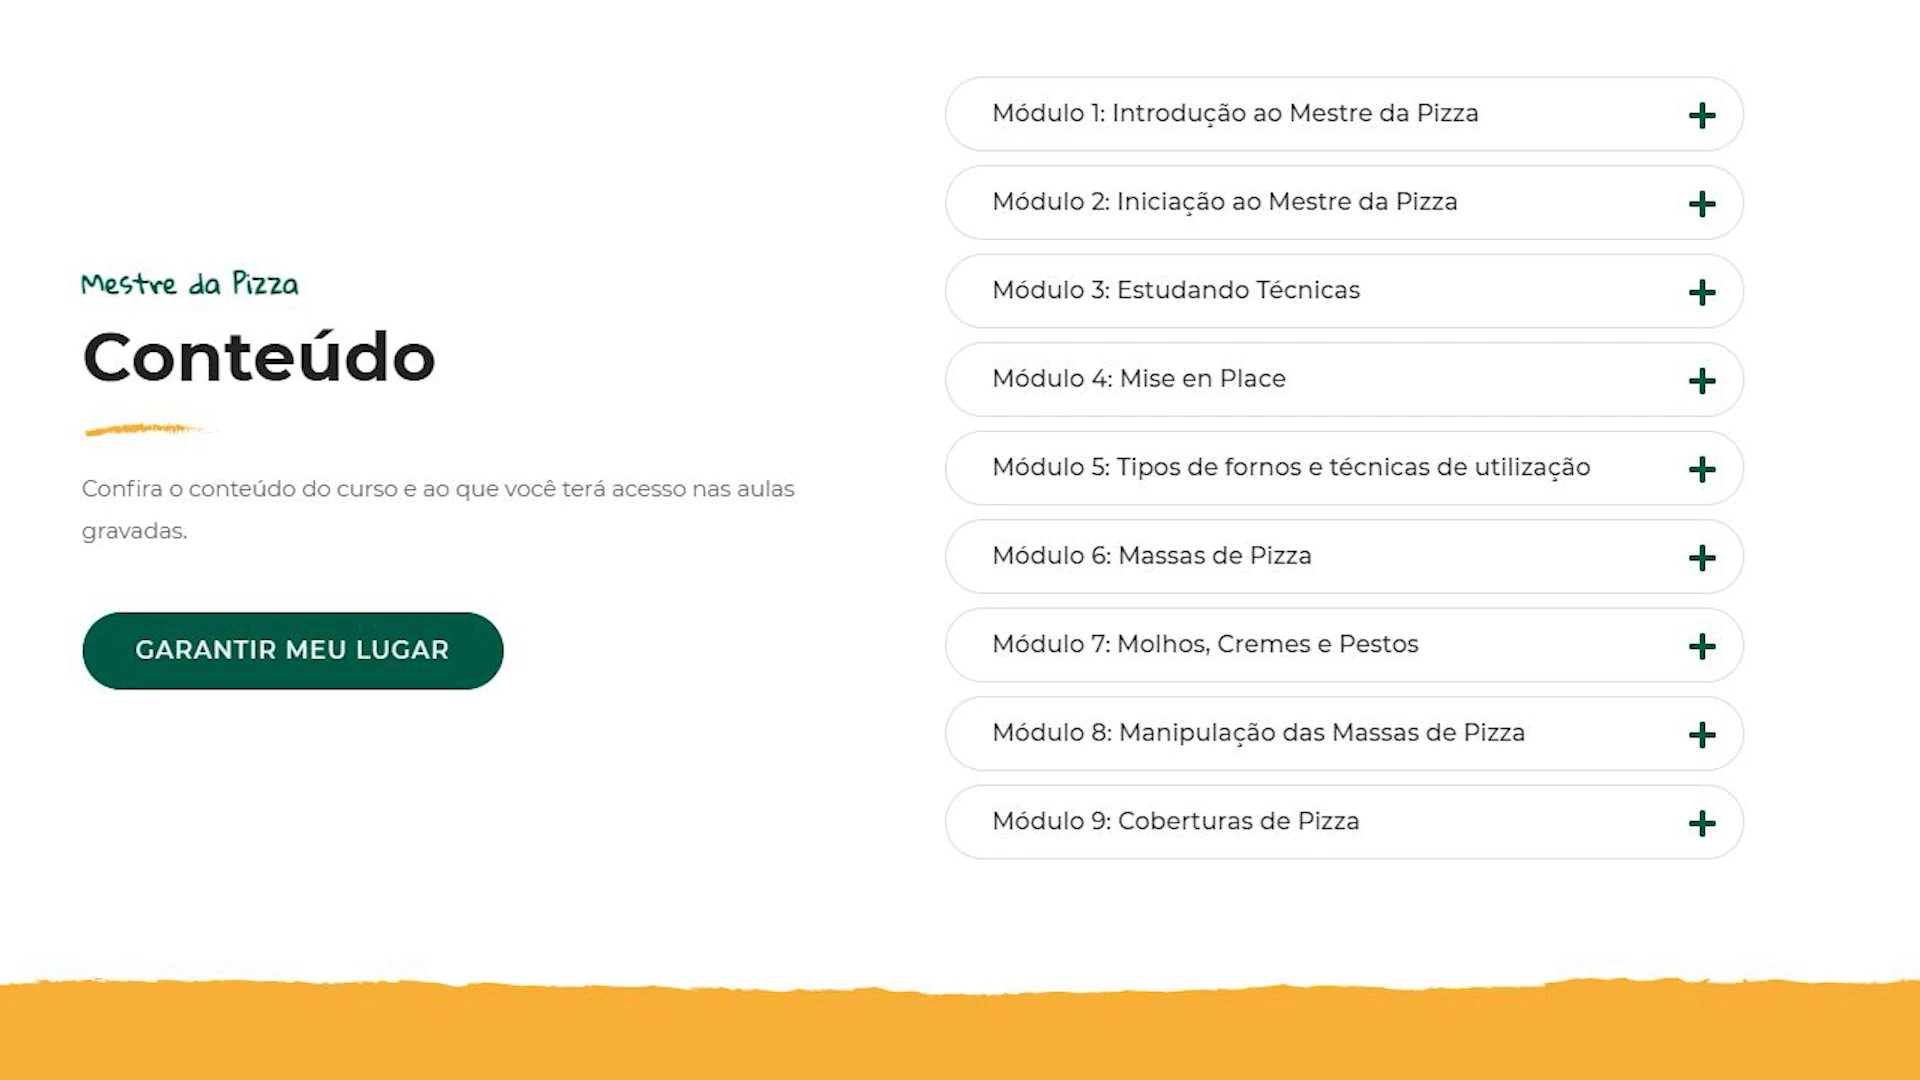 Mestre da Pizza
Conteúdo
Confira o conteúdo do curso e ao que você terá acesso nas aulas
gravadas.
GARANTIR MEU LUGAR
Módulo 1: Introdução ao Mestre da Pizza
Módulo 2: Iniciação ao Mestre da Pizza
Módulo 3: Estudando Técnicas
Módulo 4: Mise en Place
Módulo 5: Tipos de fornos e técnicas de utilização
Módulo 6: Massas de Pizza
Módulo 7: Molhos, Cremes e Pestos
Módulo 8: Manipulação das Massas de Pizza
Módulo 9: Coberturas de Pizza